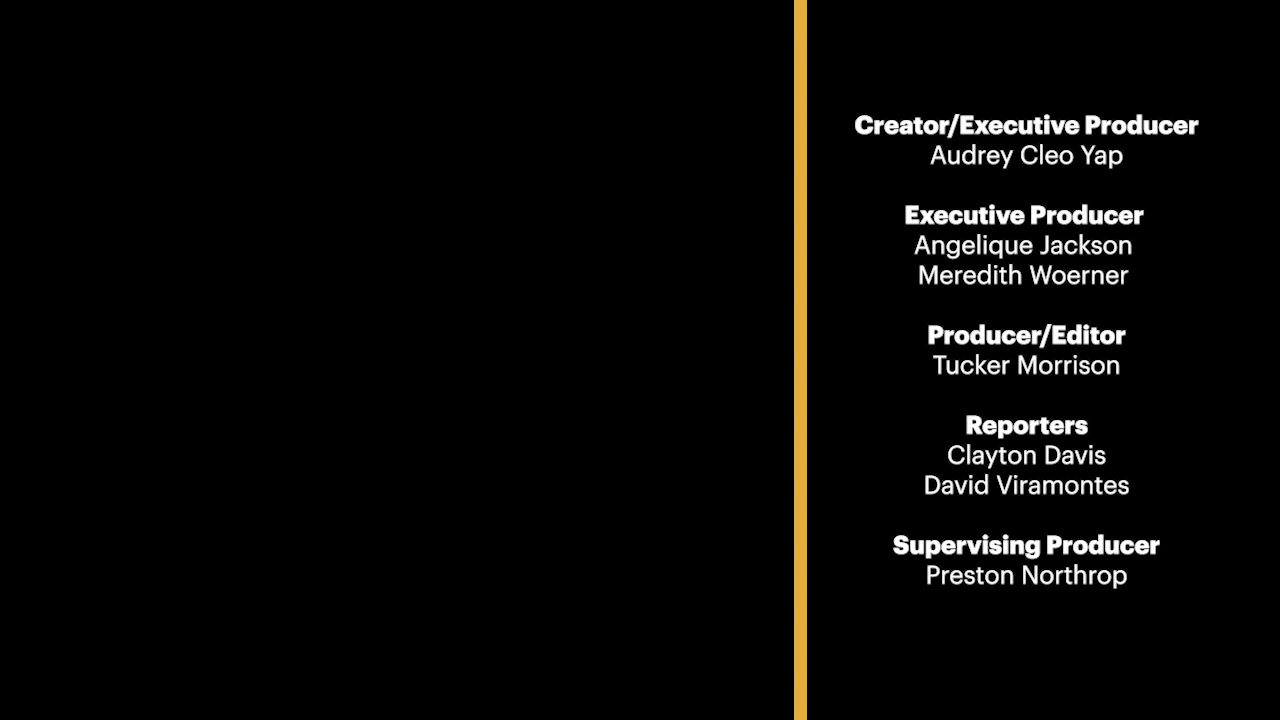 Creator/Executive Producer
Audrey Cleo Yap
Executive Producer
Angelique Jackson
Meredith Woerner
Producer/Editor
Tucker Morrison
Reporters
Clayton Davis
David Viramontes
Supervising Producer
Preston Northrop